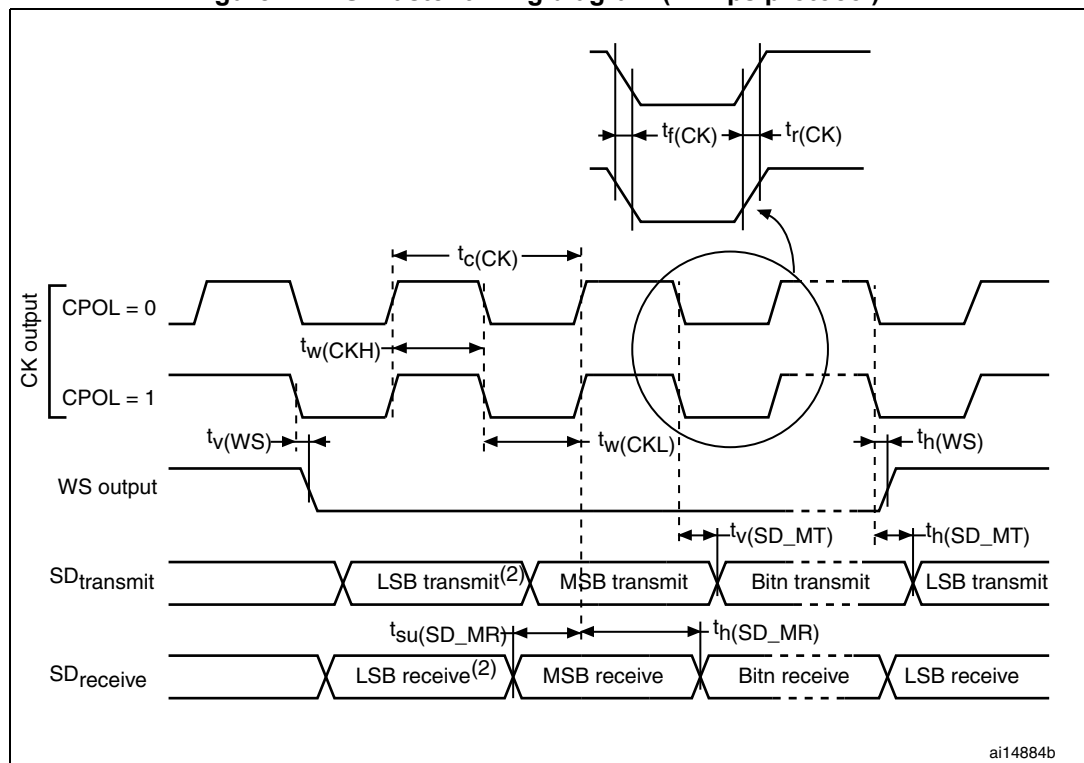 tf(CK)
tr(CK)
tc(CK)
CK output
CPOL = 0
tw(CKH)
CPOL = 1
tv(WS)
tw(CKL)
th(WS)
WS output
tv(SD_MT)
th(SD_MT)
SDtransmit
LSB transmit(2)
MSB transmit
Bitn transmit
LSB transmit
tsu(SD_MR)
th(SD_MR)
SDreceive
LSB receive(2)
MSB receive
Bitn receive
LSB receive
ai14884b